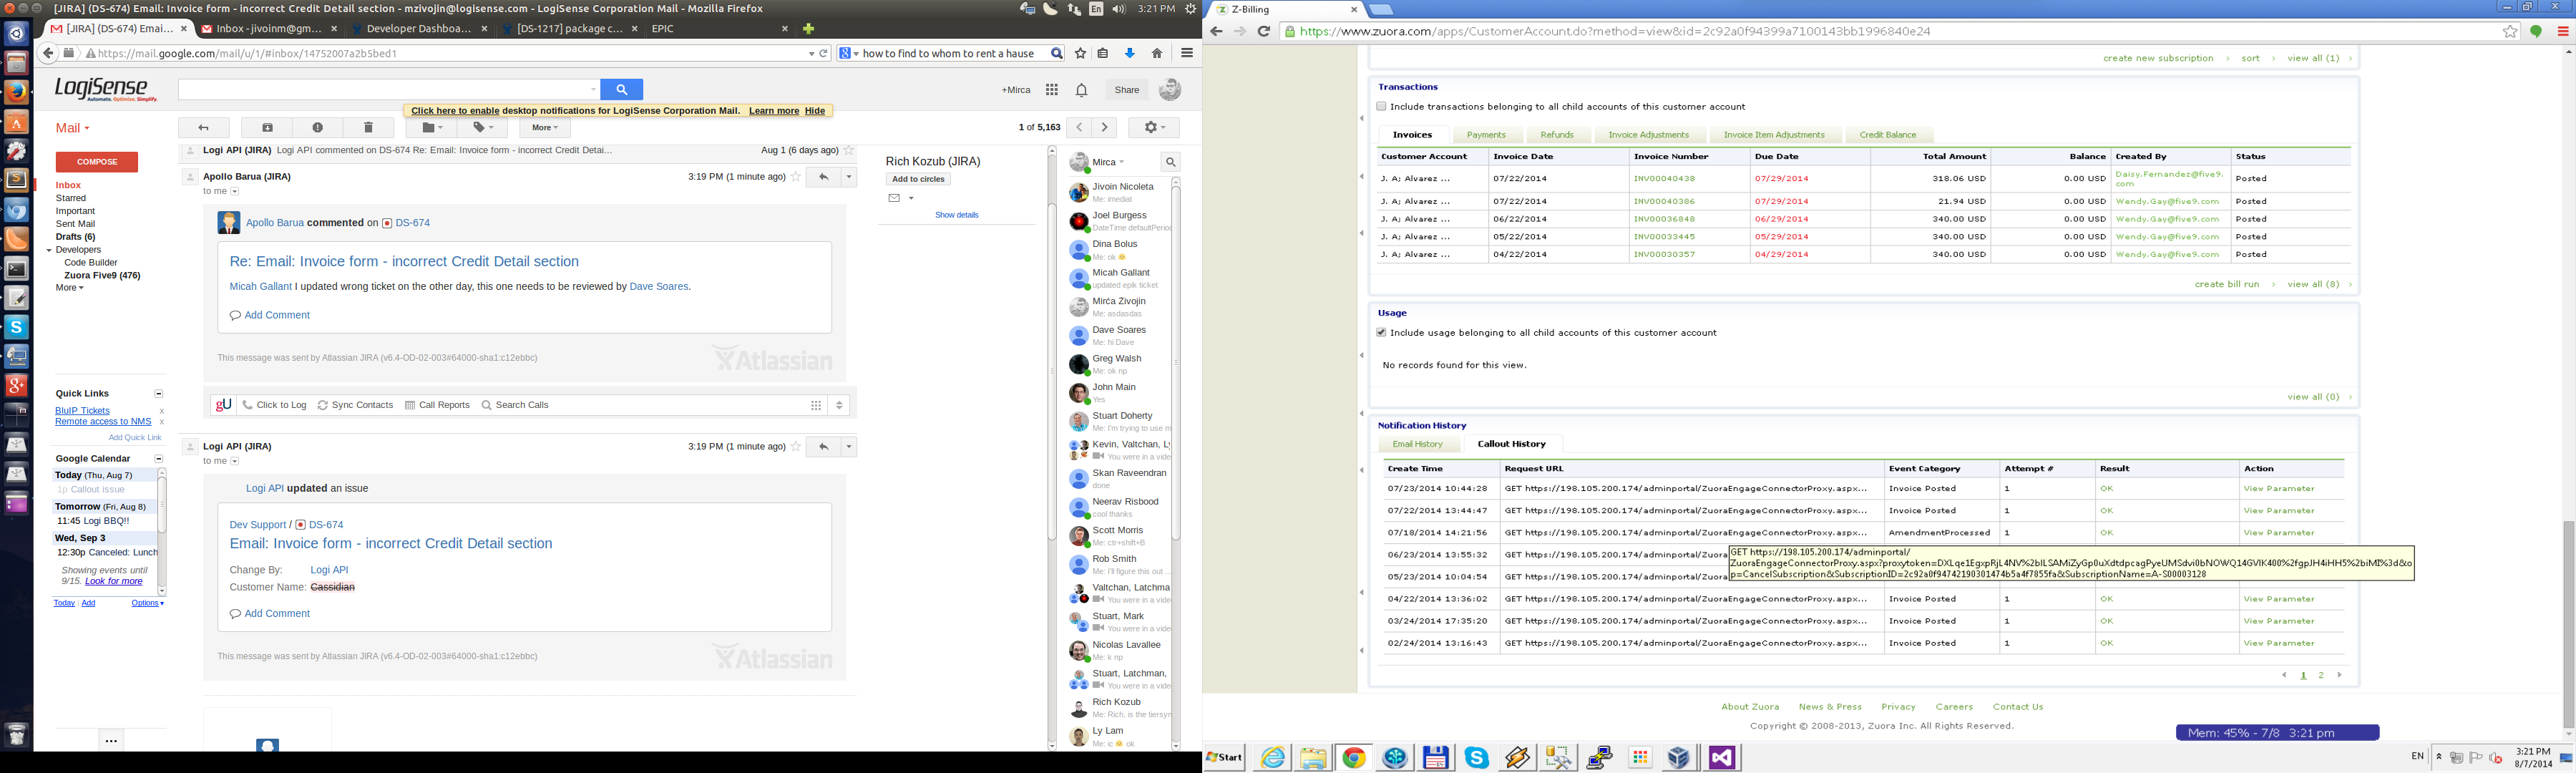 [JIRA] (DS-674) Email: Invoice form - incorrect Credit Detail section - mzivojin@logisense.com - LogiSense Corporation Mail - Mozilla Firefox
En
3:21 PM
[JIRA] (DS-674) Emai... ×
Inbox - jivoinm@gm... ×
Developer Dashboa... ×
[DS-1217] package c... ×
EPIC ×
https://mail.google.com/mail/u/1/#inbox/14752007a2b5bed1
how to find to whom to rent a hause
LogiSense
Automate. Optimize. Simplify.
+Mirca
Share
Click here to enable desktop notifications for LogiSense Corporation Mail. Learn more Hide
Mail
More
1 of 5,163
COMPOSE
Inbox
Starred
Important
Sent Mail
Drafts (6)
Developers
Code Builder
Zuora Five9 (476)
More
Quick Links
BluIP Tickets x
Remote access to NMS x
Add Quick Link
Google Calendar
Today (Thu, Aug 7)
1p Callout issue
Tomorrow (Fri, Aug 8)
11:45 Logi BBQ!!
Wed, Sep 3
12:30p Canceled: Lunch
Showing events until
9/15. Look for more
Today | Add Options
Logi API (JIRA) Logi API commented on DS-674 Re: Email: Invoice form - incorrect Credit Detai... Aug 1 (6 days ago)
Apollo Barua (JIRA) 3:19 PM (1 minute ago)
to me
Apollo Barua commented on DS-674
Re: Email: Invoice form - incorrect Credit Detail section
Micah Gallant I updated wrong ticket on the other day, this one needs to be reviewed by Dave Soares.
Add Comment
This message was sent by Atlassian JIRA (v6.4-OD-02-003#64000-sha1:c12ebbc)
Atlassian
gU Click to Log Sync Contacts Call Reports Search Calls
Logi API (JIRA) 3:19 PM (1 minute ago)
to me
Logi API updated an issue
Dev Support / DS-674
Email: Invoice form - incorrect Credit Detail section
Change By: Logi API
Customer Name: Cassidian
Add Comment
This message was sent by Atlassian JIRA (v6.4-OD-02-003#64000-sha1:c12ebbc)
Atlassian
Rich Kozub (JIRA)
Add to circles
Show details
Mirca
Jivoin Nicoleta
Me: imediat
Joel Burgess
DateTime defaultPerio
Dina Bolus
Me: ok
Micah Gallant
updated epik ticket
Mirća Živojin
Me: asdasdas
Dave Soares
Me: hi Dave
Greg Walsh
Me: ok np
John Main
Yes
Stuart Doherty
Me: I'm trying to use m
Kevin, Valtchan, Ly
You were in a vide
Skan Raveendran
done
Neerav Risbood
cool thanks
Scott Morris
Me: ctr+shift+B
Rob Smith
Me: I'll figure this out ...
Valtchan, Latchma
You were in a vide
Stuart, Mark
You were in a vide
Nicolas Lavallee
Me: k np
Stuart, Latchman,
You were in a vide
Rich Kozub
Me: Rich, is the tiersyn
Ly Lam
Me: ic ok
Z-Billing ×
https://www.zuora.com/apps/CustomerAccount.do?method=view&id=2c92a0f94399a7100143bb1996840e24
create new subscription › sort › view all (1) ›
Transactions
Include transactions belonging to all child accounts of this customer account
Invoices Payments Refunds Invoice Adjustments Invoice Item Adjustments Credit Balance
Customer Account Invoice Date Invoice Number Due Date Total Amount Balance Created By Status
J. A; Alvarez ... 07/22/2014 INV00040438 07/29/2014 318.06 USD 0.00 USD Daisy.Fernandez@five9.com Posted
J. A; Alvarez ... 07/22/2014 INV00040386 07/29/2014 21.94 USD 0.00 USD Wendy.Gay@five9.com Posted
J. A; Alvarez ... 06/22/2014 INV00036848 06/29/2014 340.00 USD 0.00 USD Wendy.Gay@five9.com Posted
J. A; Alvarez ... 05/22/2014 INV00033445 05/29/2014 340.00 USD 0.00 USD Wendy.Gay@five9.com Posted
J. A; Alvarez ... 04/22/2014 INV00030357 04/29/2014 340.00 USD 0.00 USD Wendy.Gay@five9.com Posted
create bill run › view all (8) ›
Usage
Include usage belonging to all child accounts of this customer account
No records found for this view.
view all (0) ›
Notification History
Email History Callout History
Create Time Request URL Event Category Attempt # Result Action
07/23/2014 10:44:28 GET https://198.105.200.174/adminportal/ZuoraEngageConnectorProxy.aspx... Invoice Posted 1 OK View Parameter
07/22/2014 13:44:47 GET https://198.105.200.174/adminportal/ZuoraEngageConnectorProxy.aspx... Invoice Posted 1 OK View Parameter
07/18/2014 14:21:56 GET https://198.105.200.174/adminportal/ZuoraEngageConnectorProxy.aspx... AmendmentProcessed 1 OK View Parameter
06/23/2014 13:55:32 GET https://198.105.200.174/adminportal/Zuora
05/23/2014 10:04:54 GET https://198.105.200.174/adminportal/Zuora
GET https://198.105.200.174/adminportal/
ZuoraEngageConnectorProxy.aspx?proxytoken=DXLqe1EgxpRjL4NV%2bILSAMiZyGp0uXdtdpcagPyeUMSdvi0bNOWQ14GVIK400%2fgpJH4iHH5%2biMI%3d&o
p=CancelSubscription&SubscriptionID=2c92a0f94742190301474b5a4f7855fa&SubscriptionName=A-S00003128
04/22/2014 13:36:02 GET https://198.105.200.174/adminportal/ZuoraEngageConnectorProxy.aspx... Invoice Posted 1 OK View Parameter
03/24/2014 17:35:20 GET https://198.105.200.174/adminportal/ZuoraEngageConnectorProxy.aspx... Invoice Posted 1 OK View Parameter
02/24/2014 13:16:43 GET https://198.105.200.174/adminportal/ZuoraEngageConnectorProxy.aspx... Invoice Posted 1 OK View Parameter
1 2
About Zuora News & Press Privacy Careers Contact Us
Copyright © 2008-2013, Zuora Inc. All Rights Reserved.
Mem: 45% - 7/8 3:21 pm
Start
EN
3:21 PM
8/7/2014